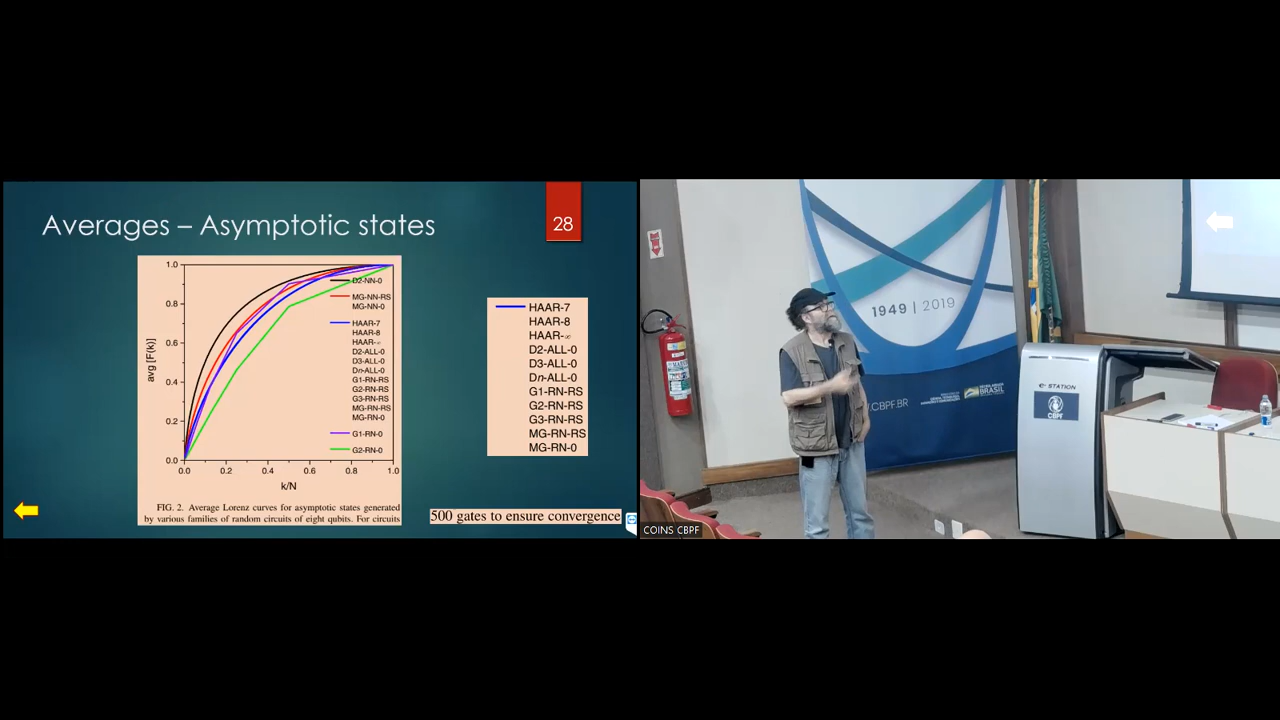 Averages – Asymptotic states
28
1.0
0.8
0.6
0.4
0.2
0.0
avg [F(k)]
0.0 0.2 0.4 0.6 0.8 1.0
k/N
D2-NN-0
MG-NN-RS
MG-NN-0
HAAR-7
HAAR-8
HAAR-∞
D2-ALL-0
D3-ALL-0
Dn-ALL-0
G1-RN-RS
G2-RN-RS
G3-RN-RS
MG-RN-RS
MG-RN-0
G1-RN-0
G2-RN-0
FIG. 2. Average Lorenz curves for asymptotic states generated
by various families of random circuits of eight qubits. For circuits
HAAR-7
HAAR-8
HAAR-∞
D2-ALL-0
D3-ALL-0
Dn-ALL-0
G1-RN-RS
G2-RN-RS
G3-RN-RS
MG-RN-RS
MG-RN-0
500 gates to ensure convergence
1949 | 2019
.CBPF.BR
BRASIL
e-STATION
CBPF
COINS CBPF